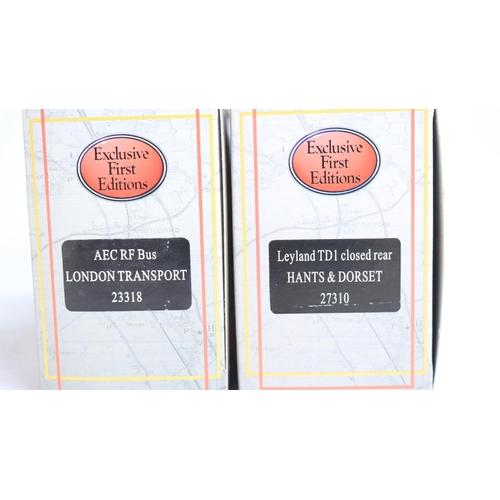 Exclusive
First
Editions
AEC RF Bus
LONDON TRANSPORT
23318
Exclusive
First
Editions
Leyland TD1 closed rear
HANTS & DORSET
27310